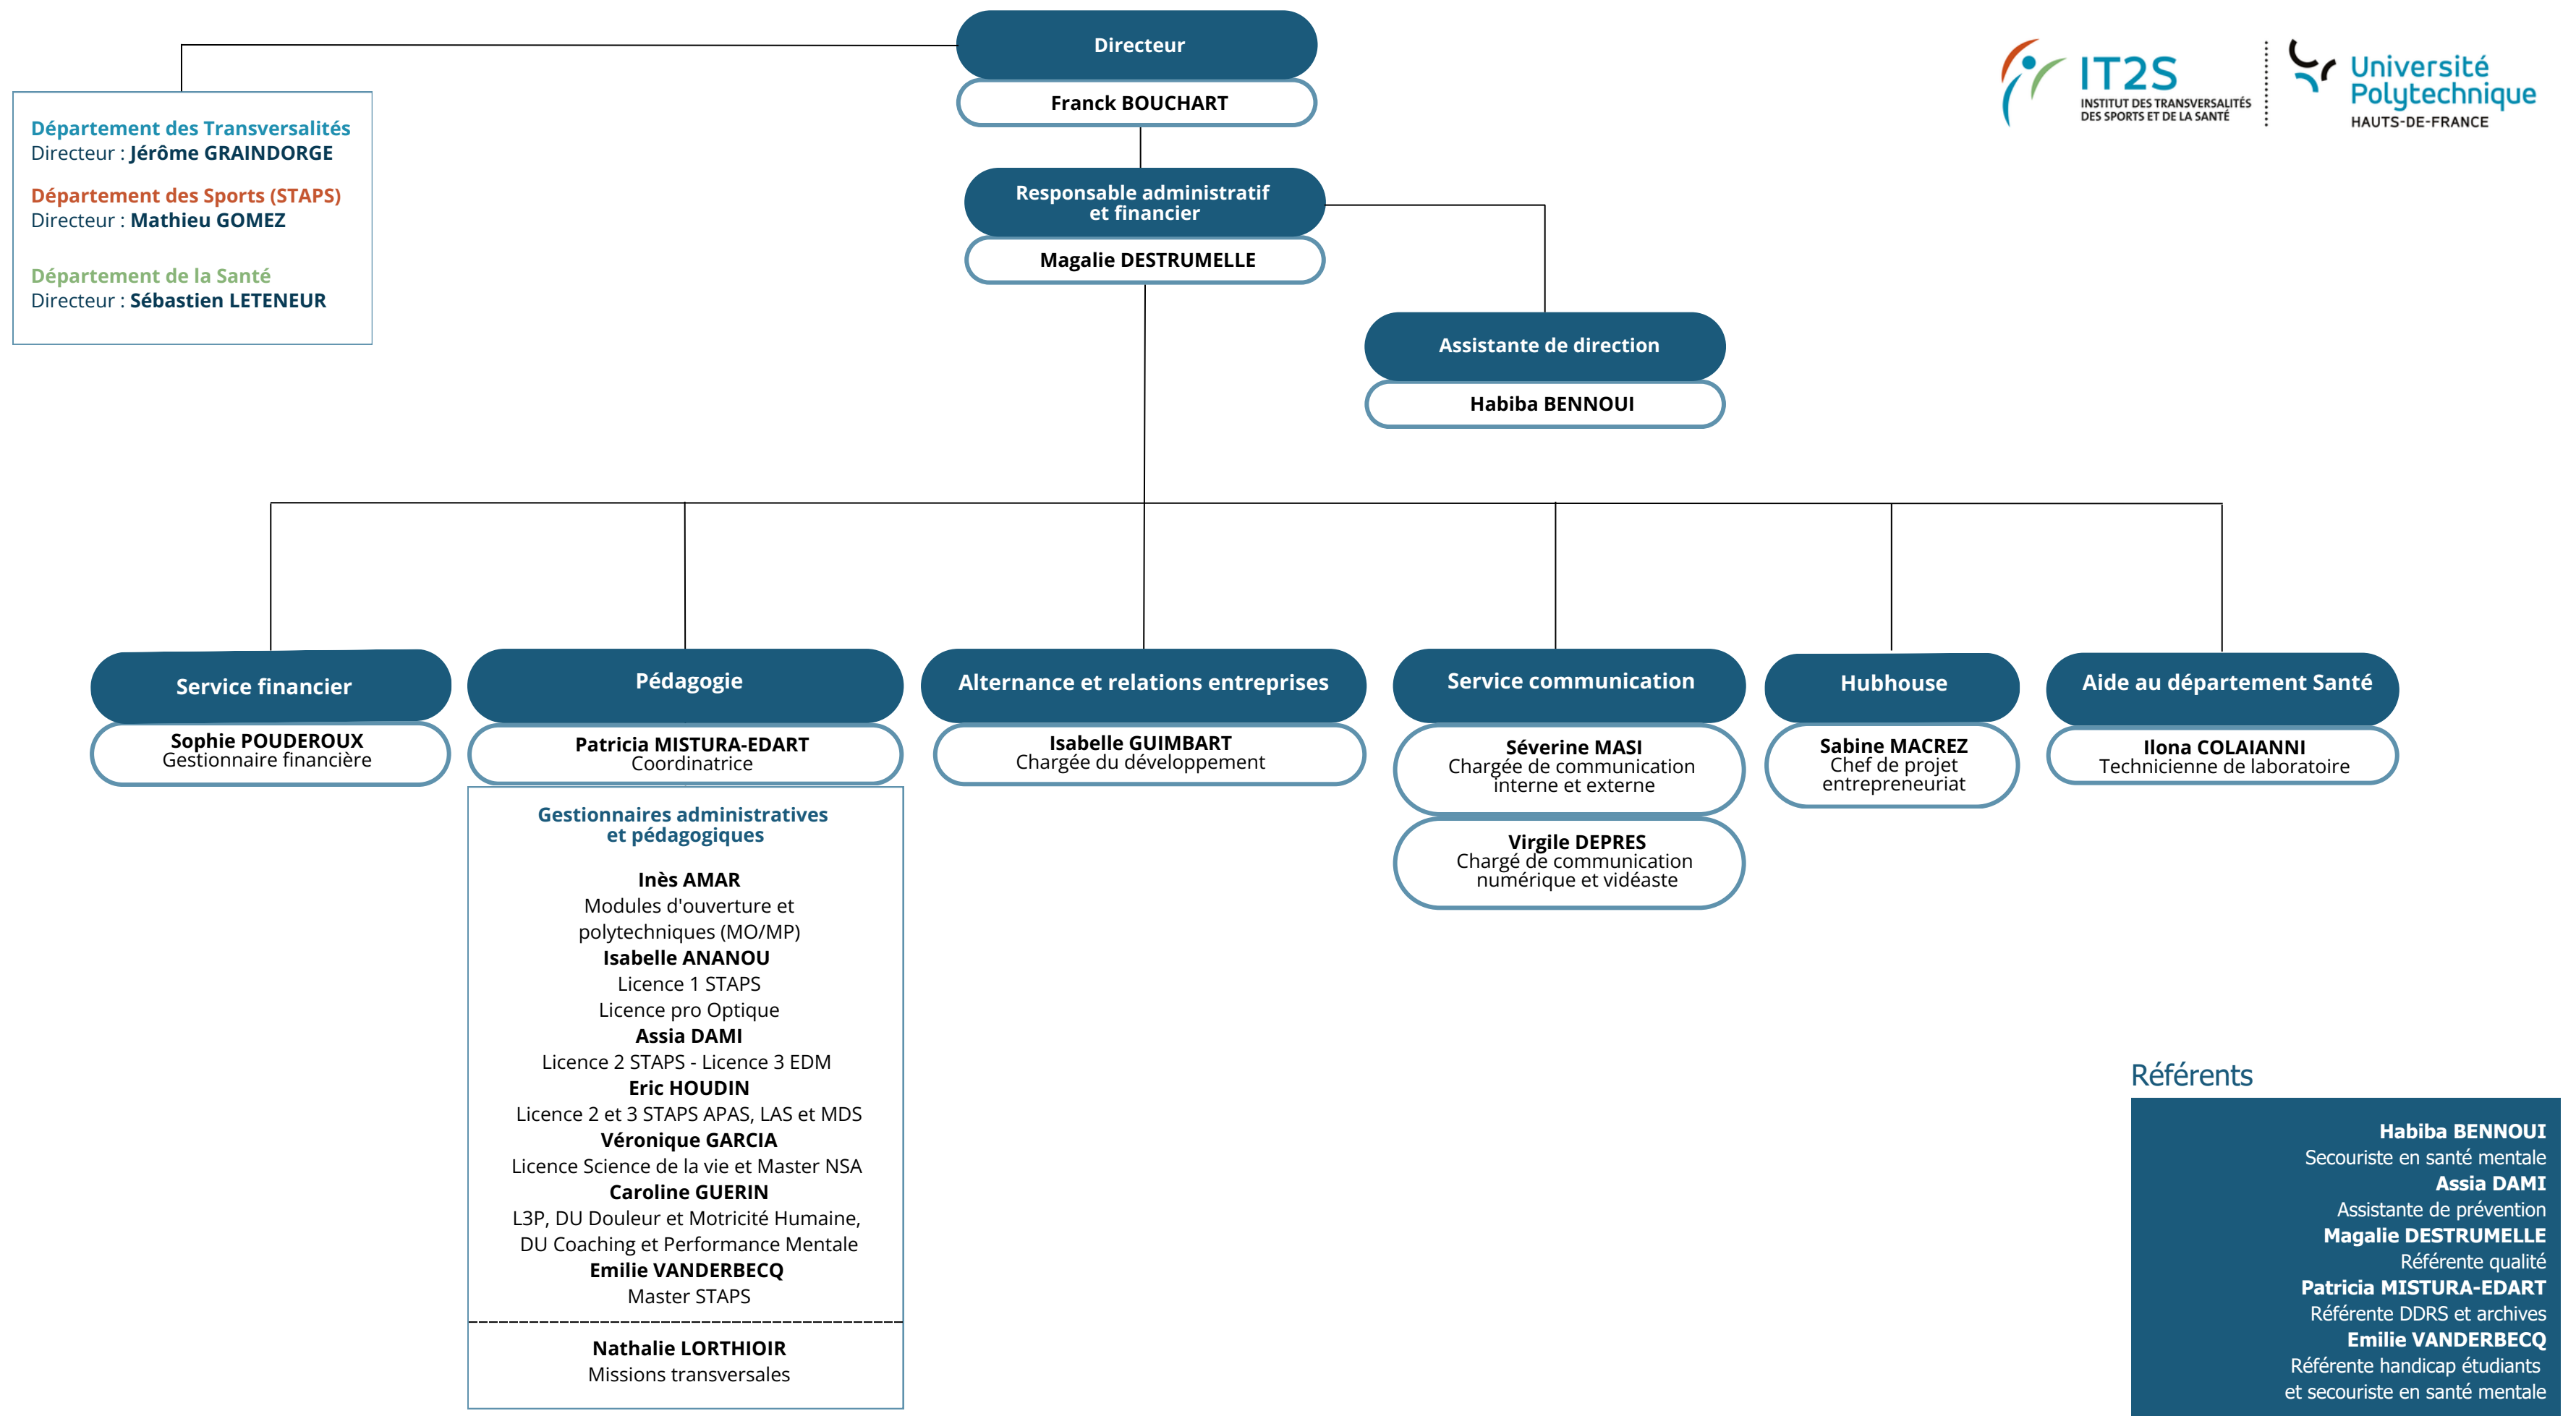 Directeur
Franck BOUCHART
IT2S
INSTITUT DES TRANSVERSALITÉS
DES SPORTS ET DE LA SANTÉ
Université
Polytechnique
HAUTS-DE-FRANCE
Département des Transversalités
Directeur : Jérôme GRAINDORGE
Département des Sports (STAPS)
Directeur : Mathieu GOMEZ
Département de la Santé
Directeur : Sébastien LETENEUR
Responsable administratif
et financier
Magalie DESTRUMELLE
Assistante de direction
Habiba BENNOUI
Service financier
Sophie POUDEROUX
Gestionnaire financière
Pédagogie
Patricia MISTURA-EDART
Coordinatrice
Gestionnaires administratives
et pédagogiques
Inès AMAR
Modules d'ouverture et
polytechniques (MO/MP)
Isabelle ANANOU
Licence 1 STAPS
Licence pro Optique
Assia DAMI
Licence 2 STAPS - Licence 3 EDM
Eric HOUDIN
Licence 2 et 3 STAPS APAS, LAS et MDS
Véronique GARCIA
Licence Science de la vie et Master NSA
Caroline GUERIN
L3P, DU Douleur et Motricité Humaine,
DU Coaching et Performance Mentale
Emilie VANDERBECQ
Master STAPS
Nathalie LORTHIOIR
Missions transversales
Alternance et relations entreprises
Isabelle GUIMBART
Chargée du développement
Service communication
Séverine MASI
Chargée de communication
interne et externe
Virgile DEPRES
Chargé de communication
numérique et vidéaste
Hubhouse
Sabine MACREZ
Chef de projet
entrepreneuriat
Aide au département Santé
Ilona COLAIANNI
Technicienne de laboratoire
Référents
Habiba BENNOUI
Secouriste en santé mentale
Assia DAMI
Assistante de prévention
Magalie DESTRUMELLE
Référente qualité
Patricia MISTURA-EDART
Référente DDRS et archives
Emilie VANDERBECQ
Référente handicap étudiants
et secouriste en santé mentale